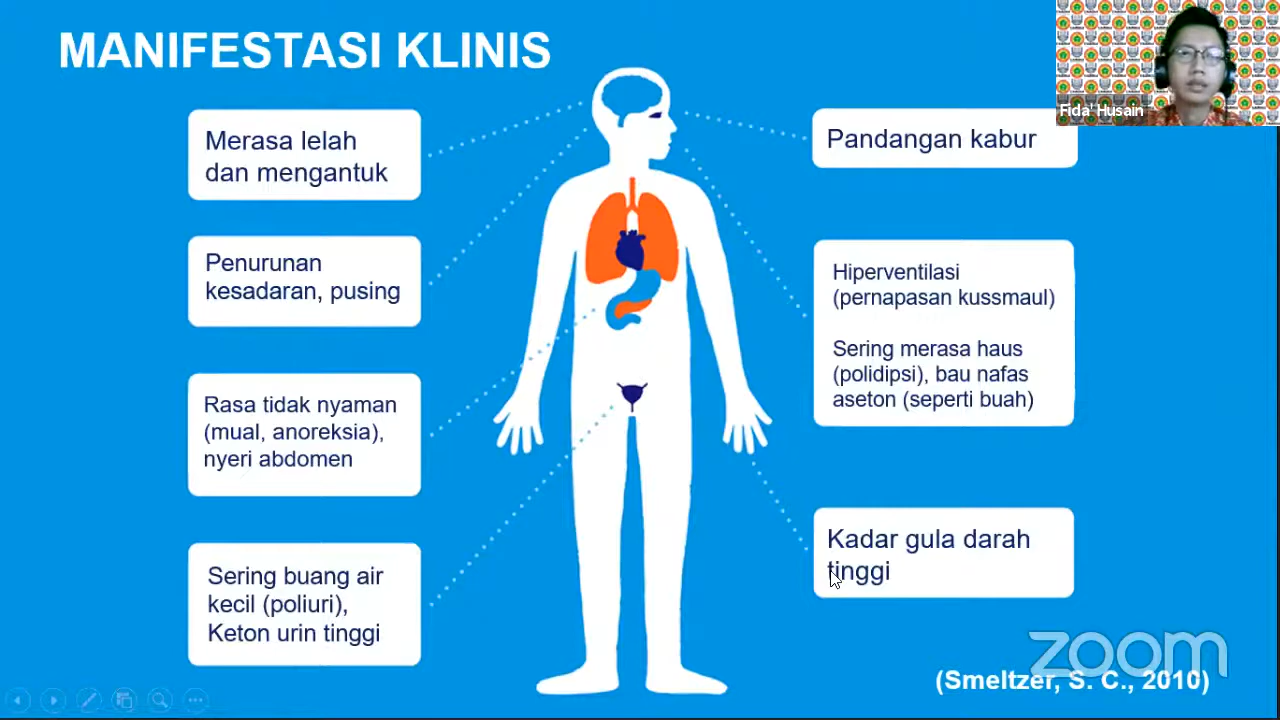 MANIFESTASI KLINIS
Fida' Husain
Merasa lelah
dan mengantuk
Penurunan
kesadaran, pusing
Rasa tidak nyaman
(mual, anoreksia),
nyeri abdomen
Sering buang air
kecil (poliuri),
Keton urin tinggi
Pandangan kabur
Hiperventilasi
(pernapasan kussmaul)
Sering merasa haus
(polidipsi), bau nafas
aseton (seperti buah)
Kadar gula darah
tinggi
zoom
(Smeltzer, S. C., 2010)